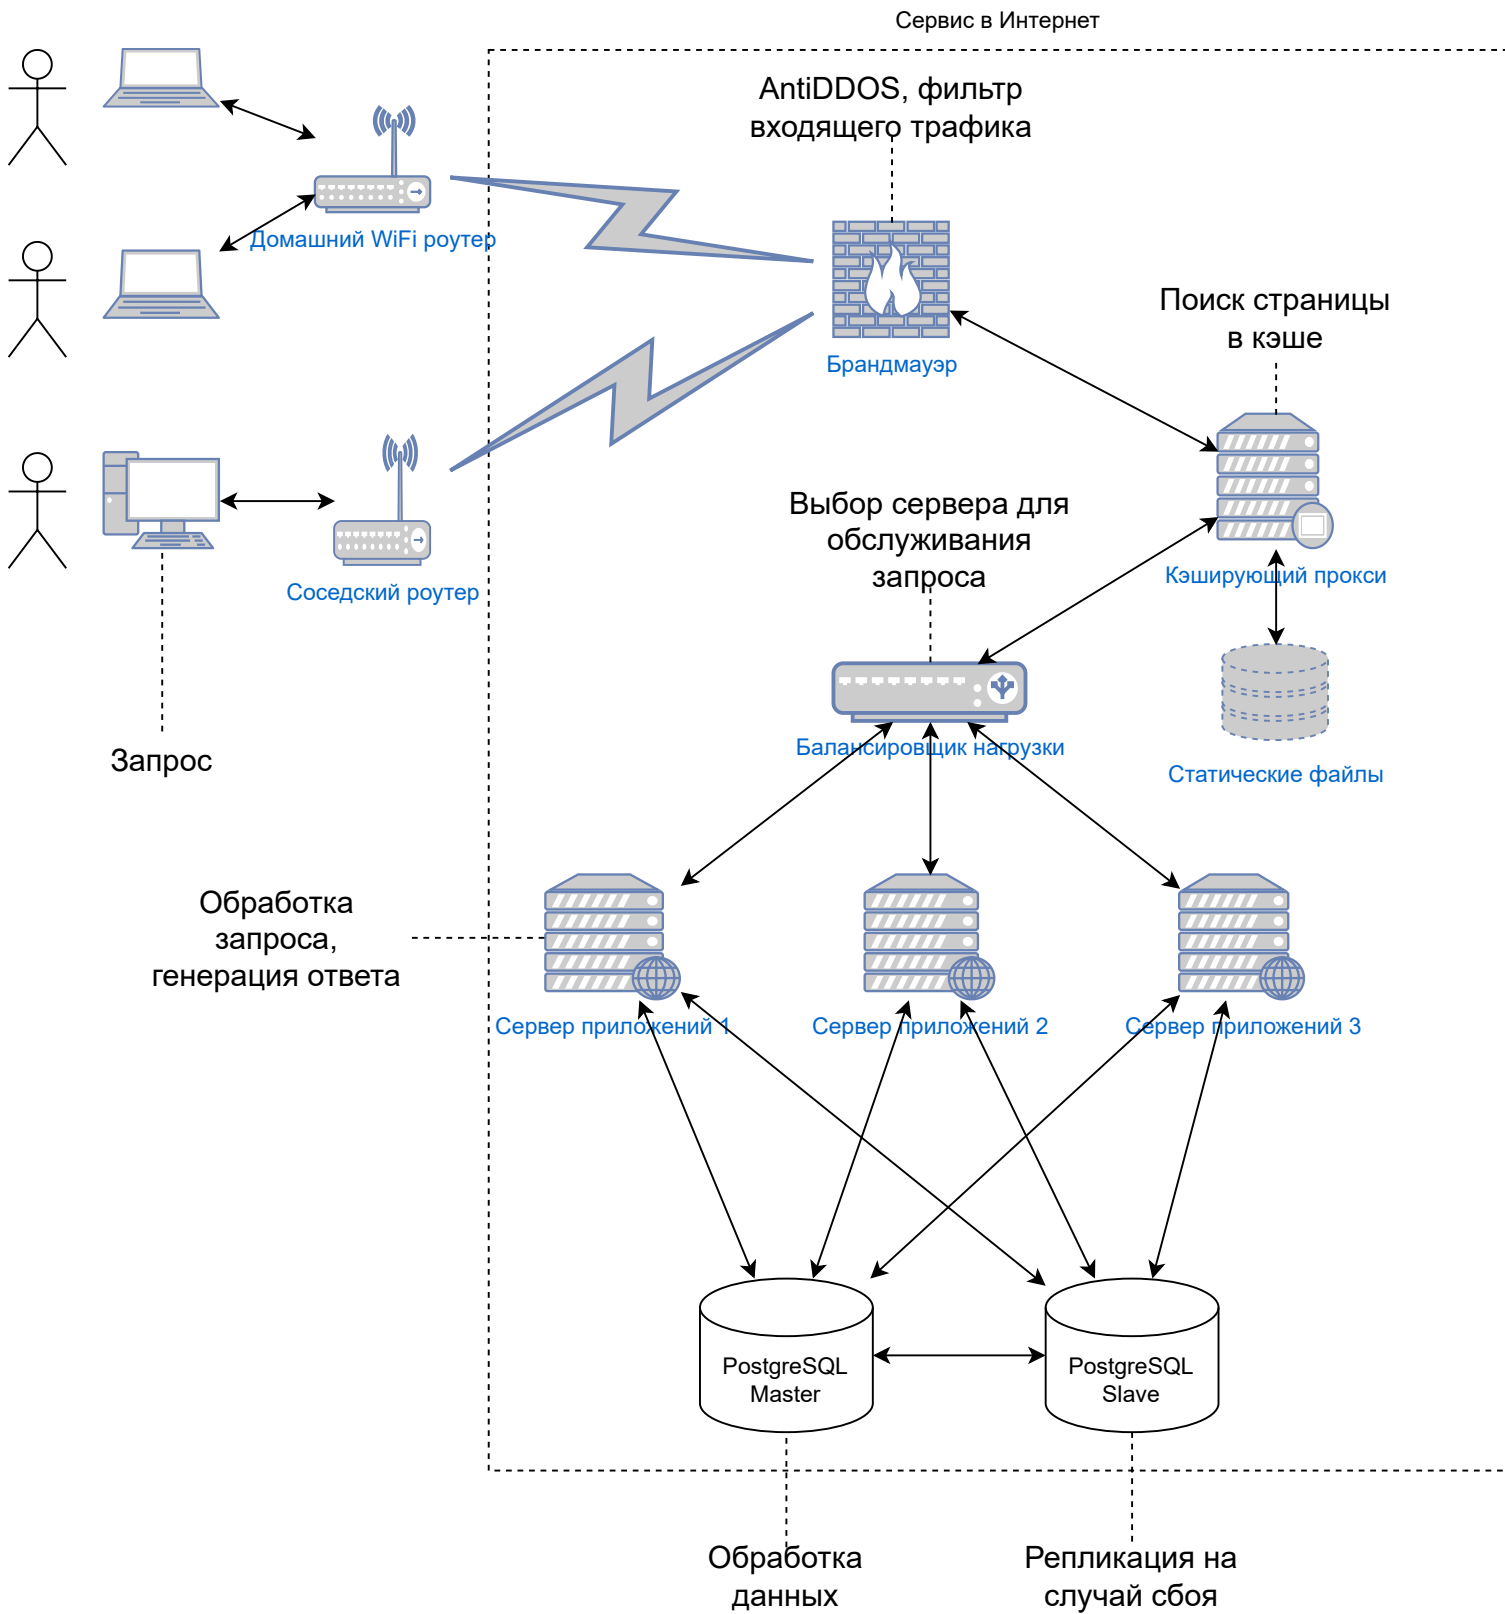 Сервис в Интернет
AntiDDOS, фильтр
входящего трафика
Домашний WiFi роутер
Брандмауэр
Поиск страницы
в кэше
Выбор сервера для
обслуживания
запроса
Кэширующий прокси
Соседский роутер
Запрос
Балансировщик нагрузки
Статические файлы
Обработка
запроса,
генерация ответа
Сервер приложений 1
Сервер приложений 2
Сервер приложений 3
PostgreSQL
Master
PostgreSQL
Slave
Обработка
данных
Репликация на
случай сбоя